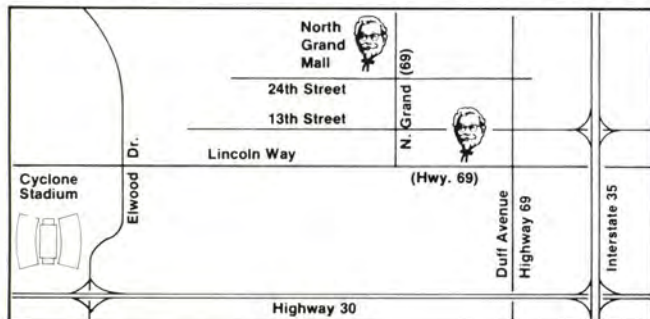 North
Grand
Mall
N. Grand (69)
24th Street
13th Street
Lincoln Way
(Hwy. 69)
Cyclone
Stadium
Elwood Dr.
Duff Avenue
Highway 69
Interstate 35
Highway 30